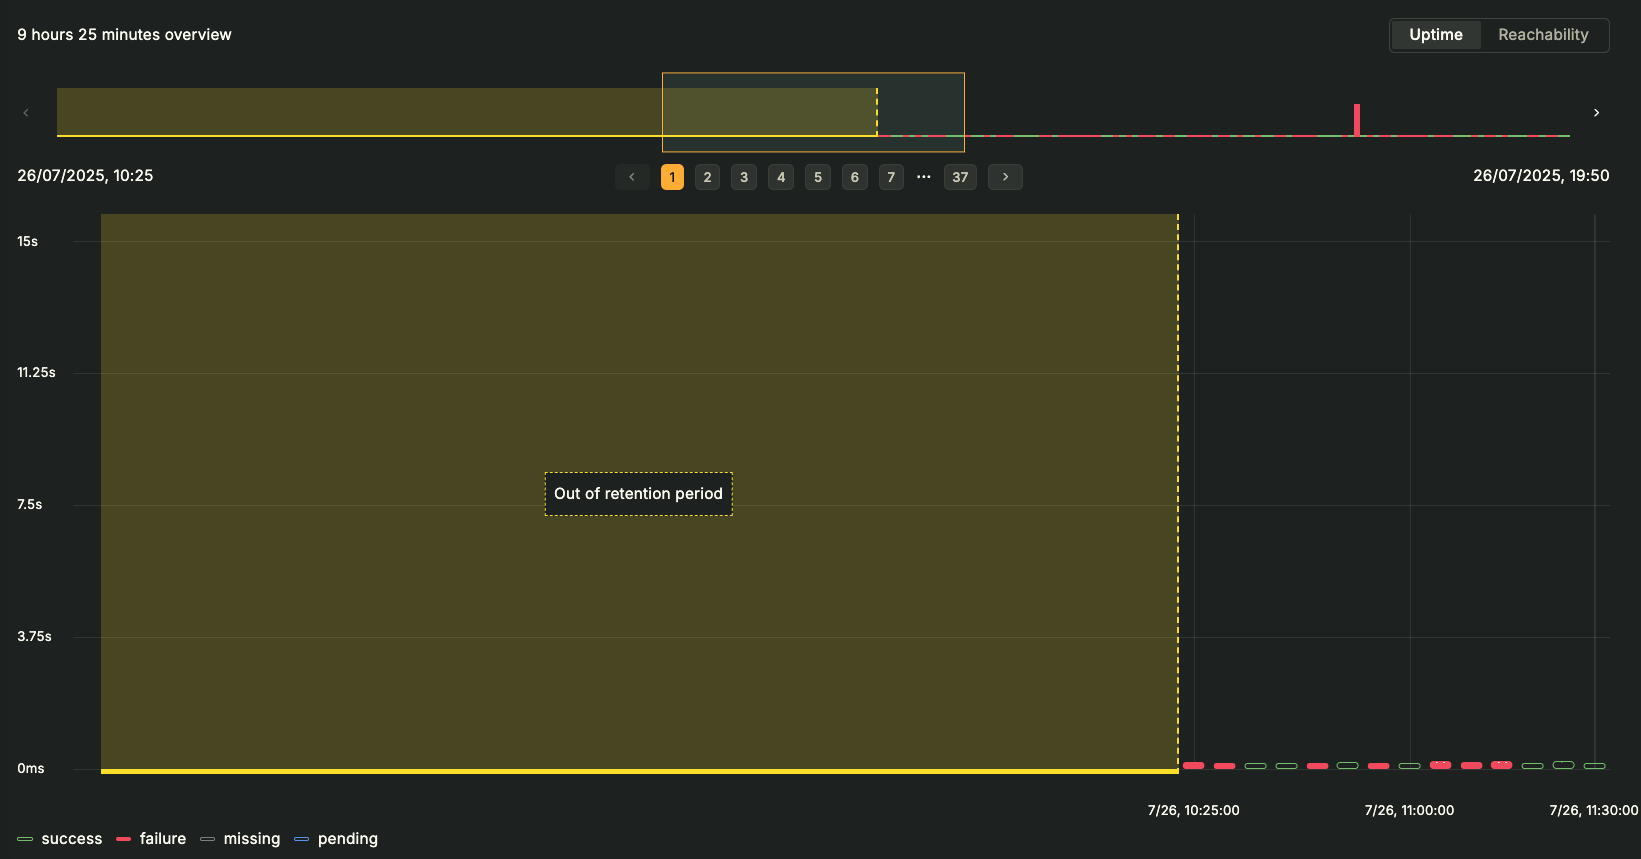 9 hours 25 minutes overview
Uptime
Reachability
26/07/2025, 10:25
1 2 3 4 5 6 7 ... 37
26/07/2025, 19:50
15s
11.25s
7.5s
3.75s
0ms
Out of retention period
7/26, 10:25:00
7/26, 11:00:00
7/26, 11:30:00
success
failure
missing
pending